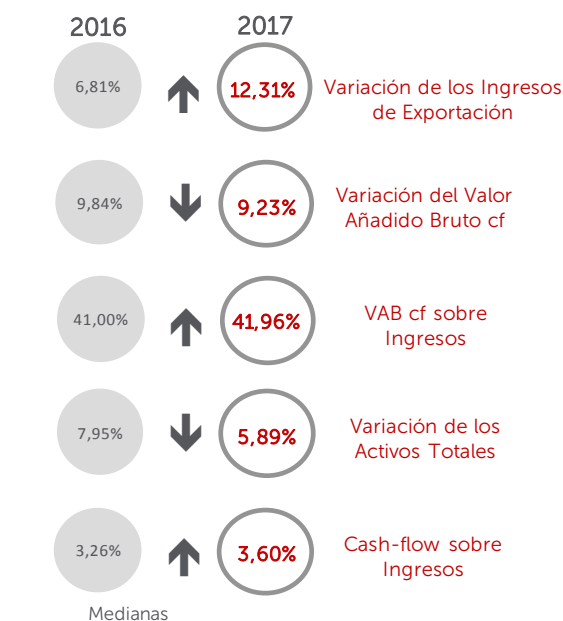 2016
2017
6,81%
12,31%
Variación de los Ingresos
de Exportación
9,84%
9,23%
Variación del Valor
Añadido Bruto cf
41,00%
41,96%
VAB cf sobre
Ingresos
7,95%
5,89%
Variación de los
Activos Totales
3,26%
3,60%
Cash-flow sobre
Ingresos
Medianas